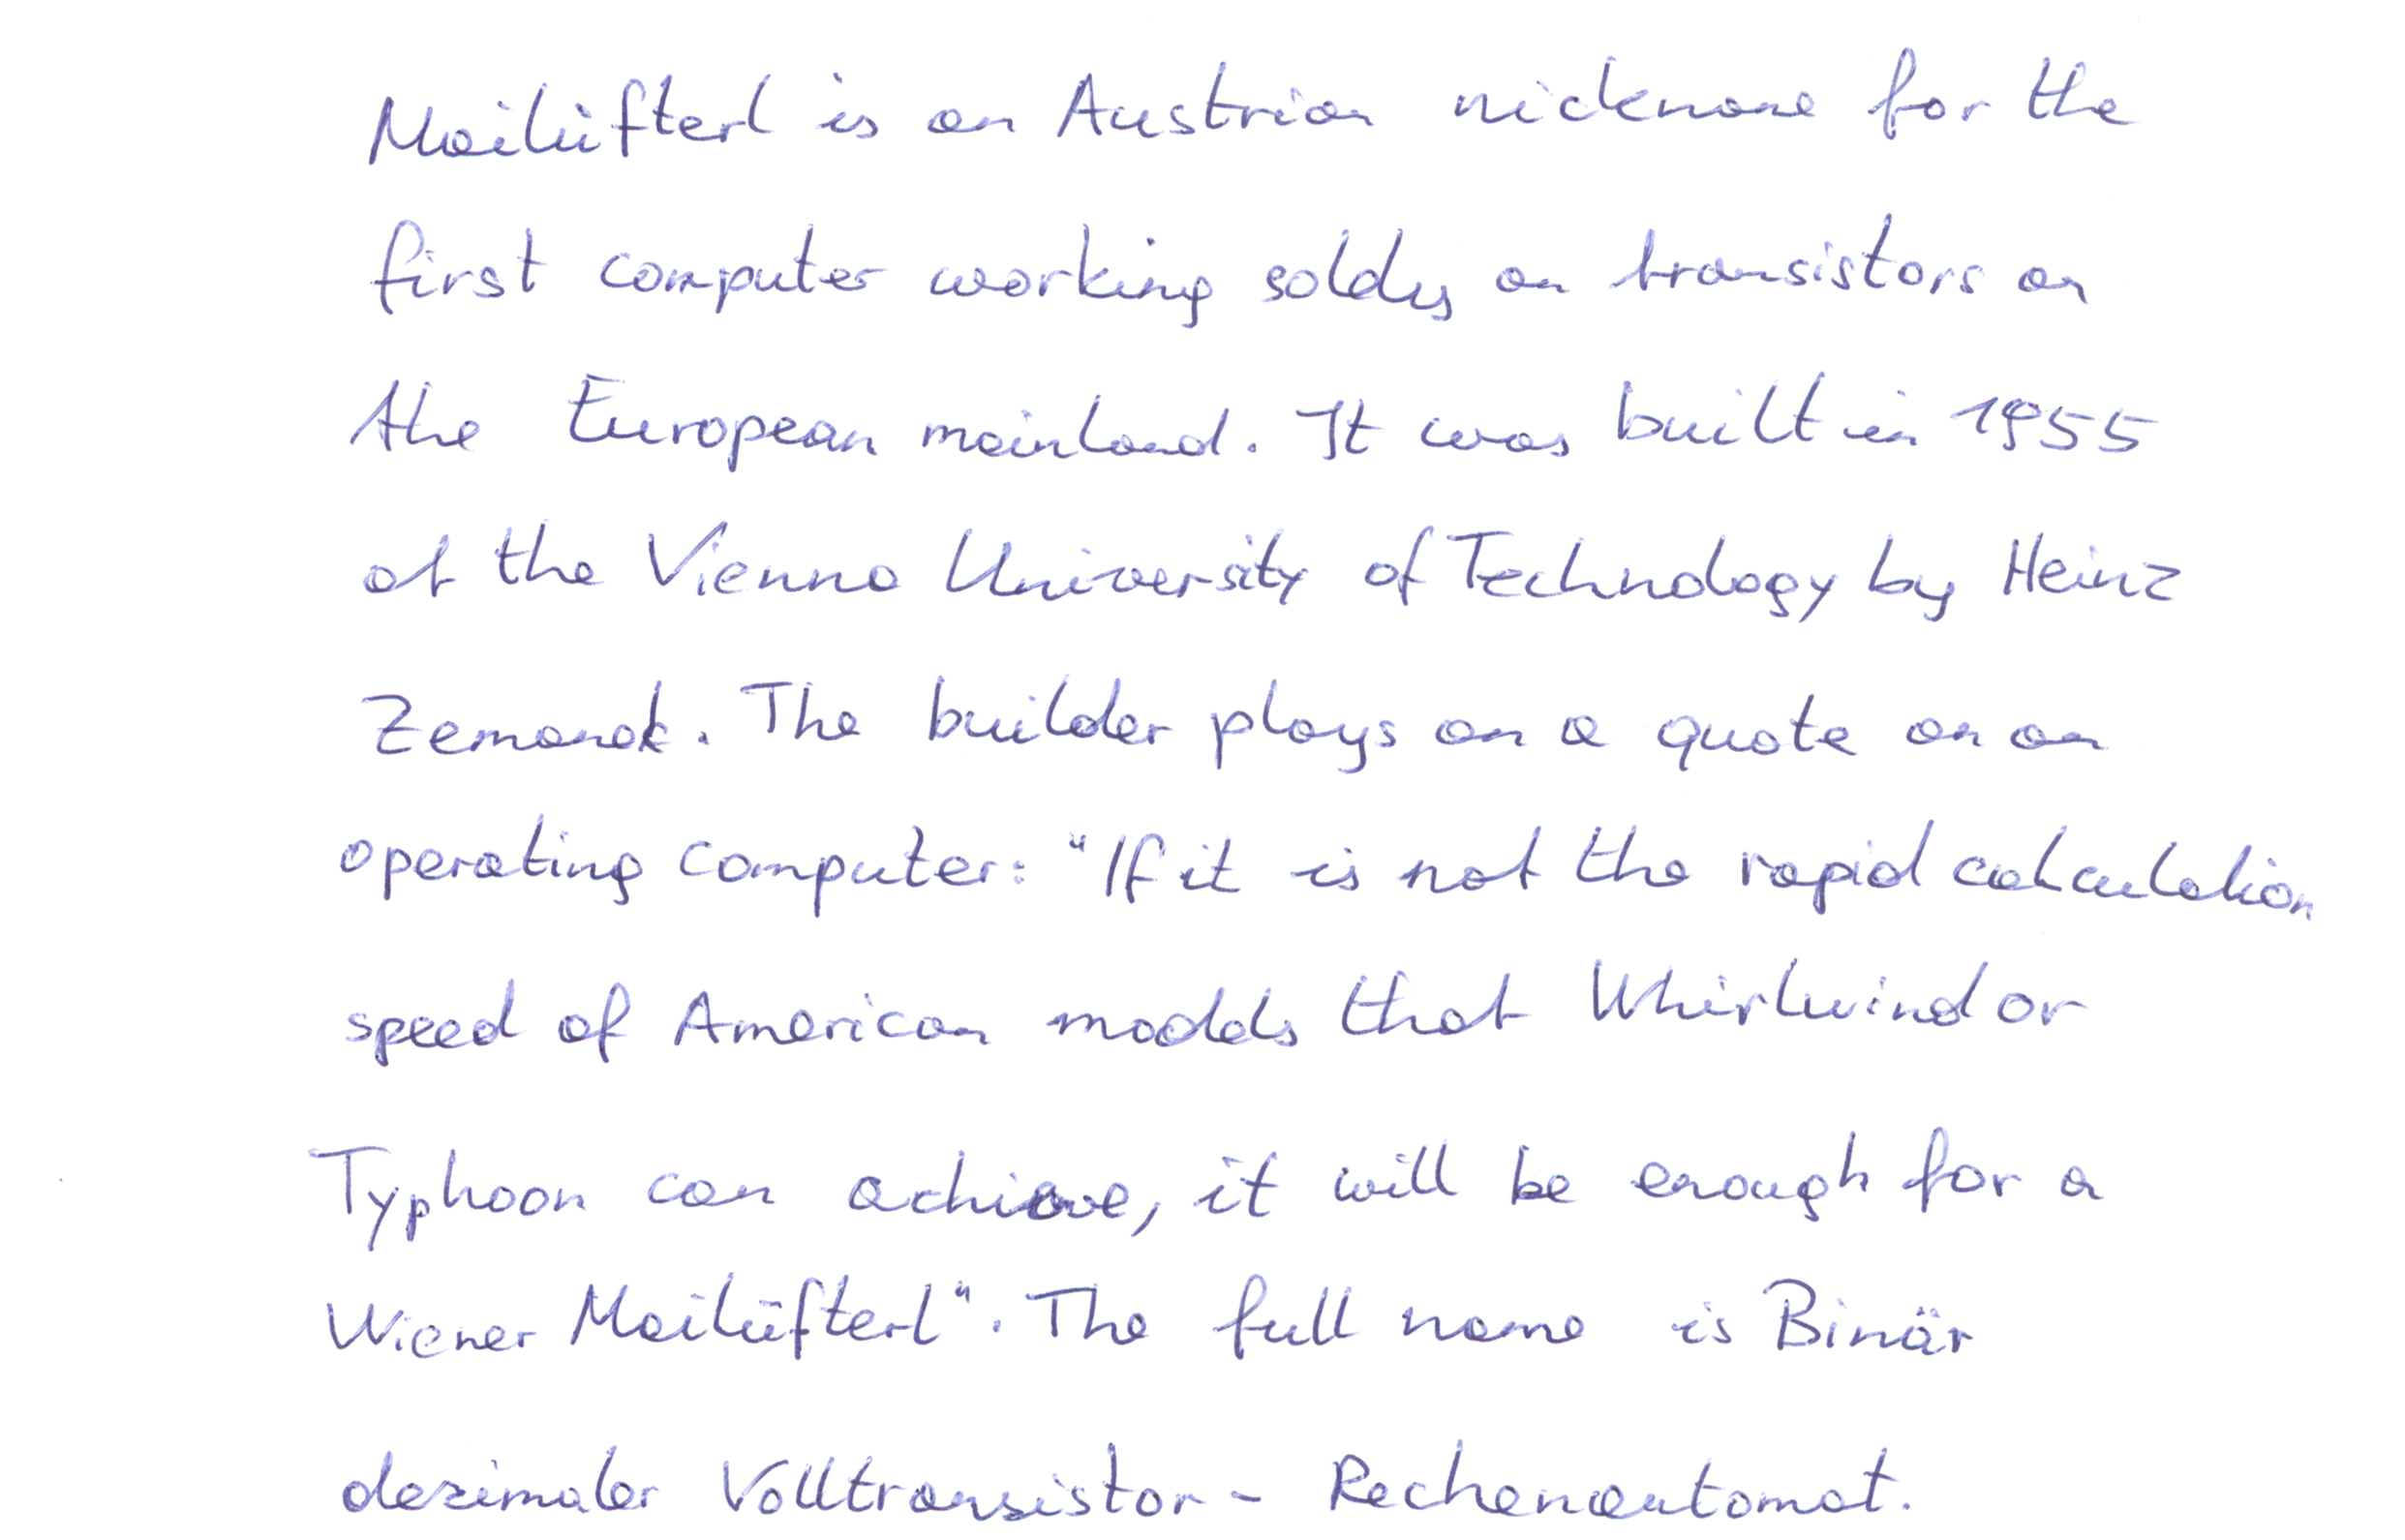 Mailüfterl is an Austrian nickname for the
first computer working solely on transistors on
the European mainland. It was built in 1955
at the Vienna University of Technology by Heinz
Zemanek. The builder plays on a quote on an
operating computer: "If it is not the rapid calculation
speed of American models that Whirlwind or
Typhoon can achieve, it will be enough for a
Wiener Mailüfterl". The full name is Binär
dezimaler Volltransistor-Rechenautomat.